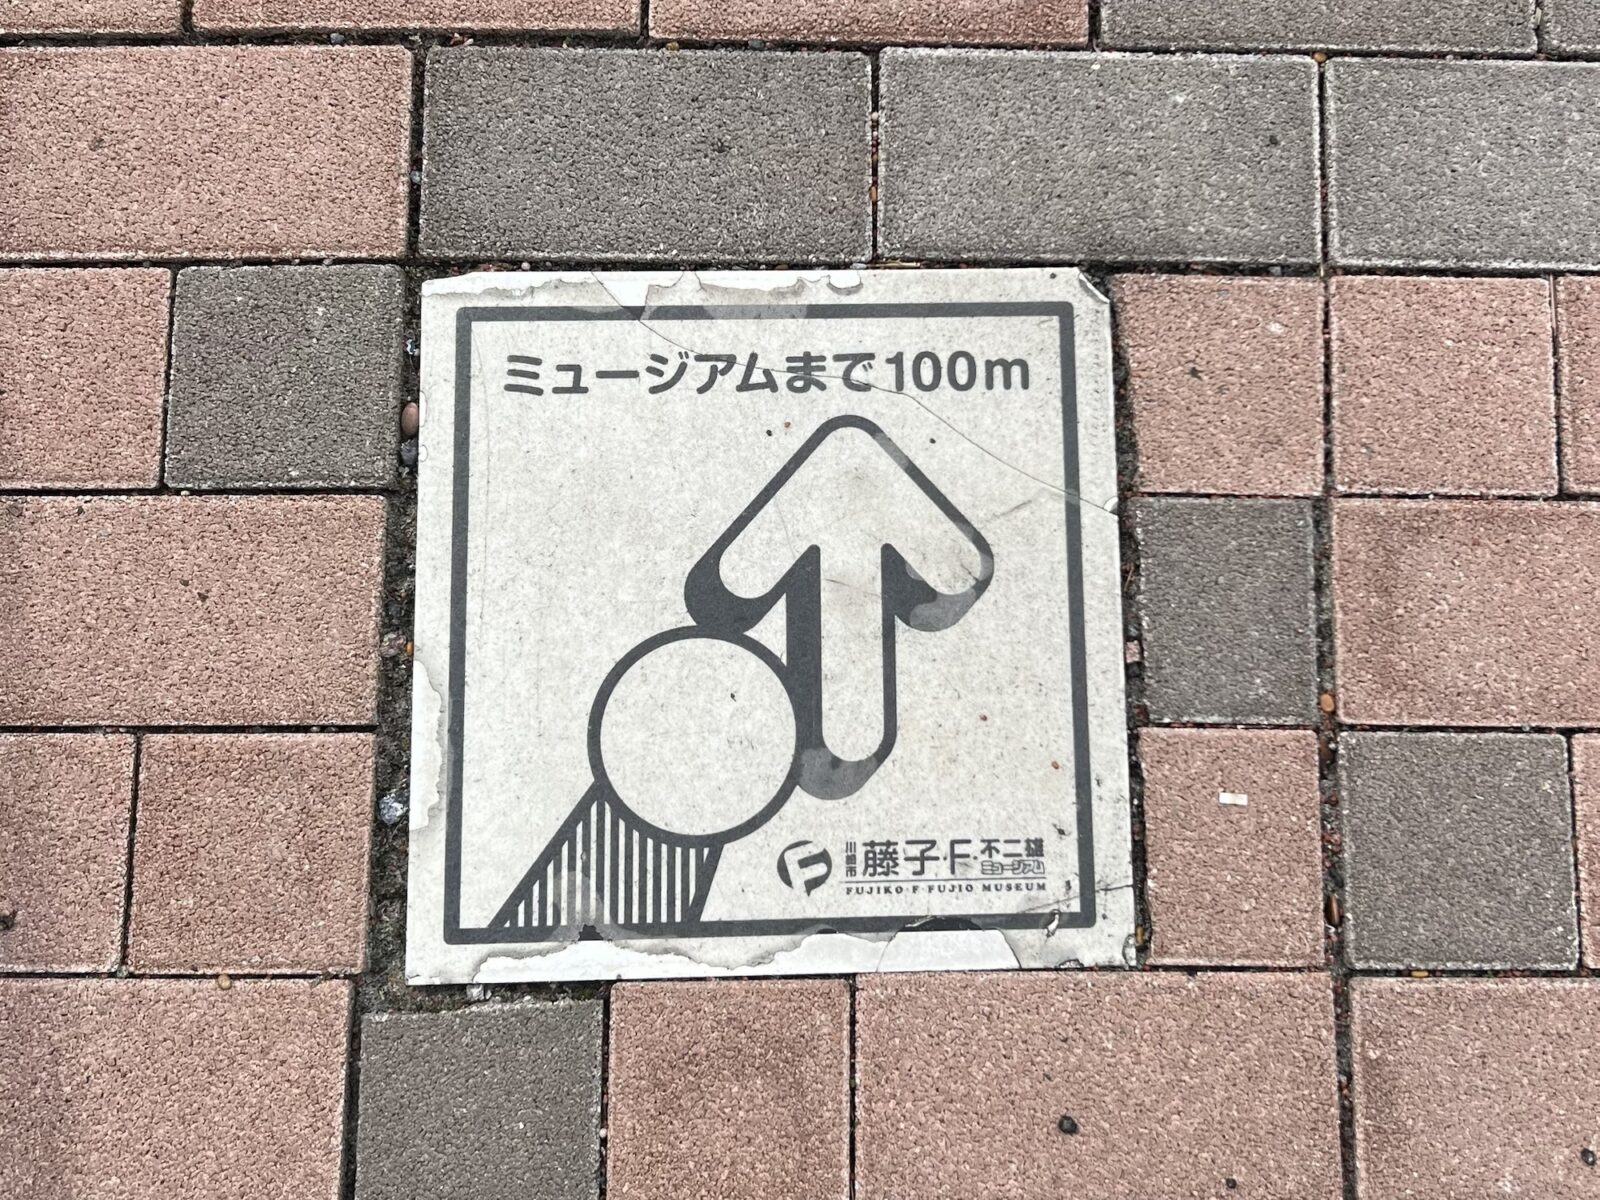 ミュージアムまで100m
川崎市 藤子・F・不二雄 ミュージアム
FUJIKO・F・FUJIO MUSEUM